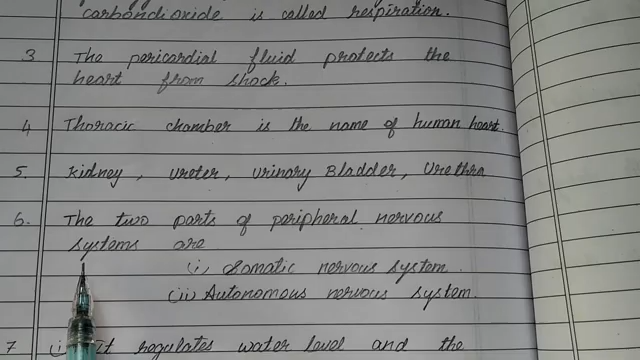 carbondioxide is called respiration.
3 The pericardial fluid protects the
heart from shock.
4 Thoracic chamber is the name of human heart.
5. Kidney, ureter, urinary Bladder, urethra
6. The two parts of peripheral nervous
systems are
(i) Somatic nervous system.
(ii) Autonomous nervous system.
7 (i) It regulates water level and the